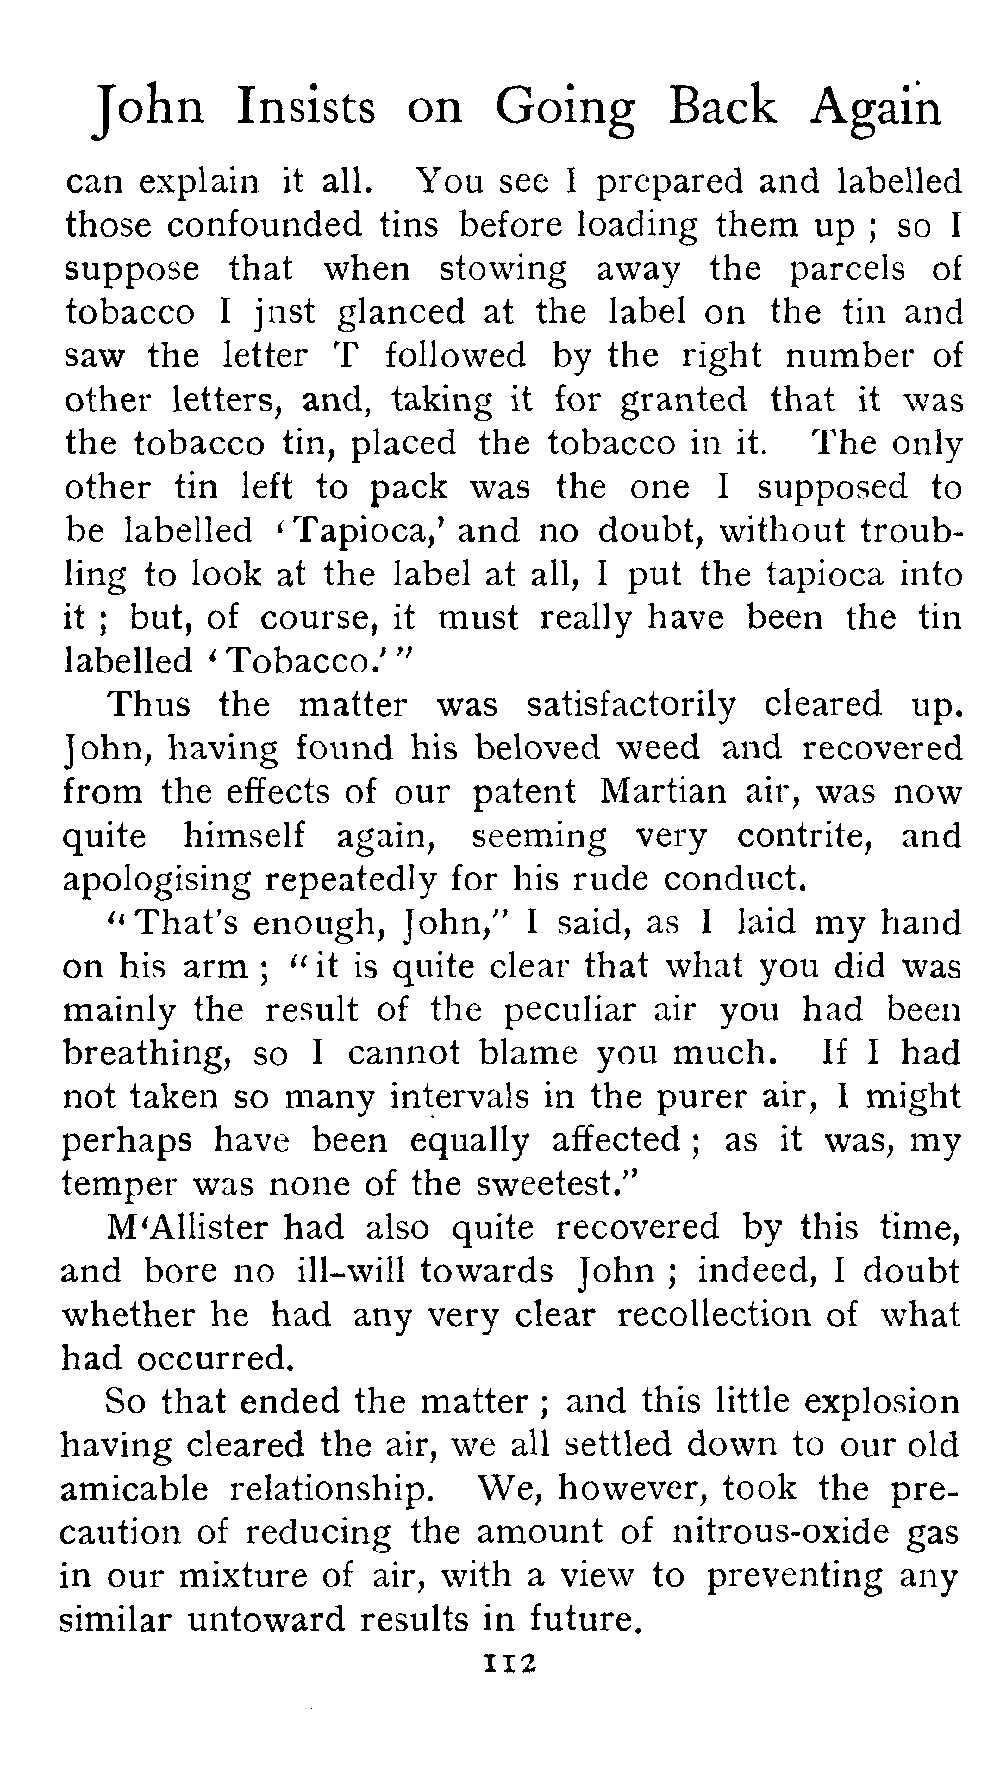 John Insists on Going Back Again
can explain it all. You see I prepared and labelled
those confounded tins before loading them up ; so I
suppose that when stowing away the parcels of
tobacco I just glanced at the label on the tin and
saw the letter T followed by the right number of
other letters, and, taking it for granted that it was
the tobacco tin, placed the tobacco in it. The only
other tin left to pack was the one I supposed to
be labelled ‘Tapioca,’ and no doubt, without troub-
ling to look at the label at all, I put the tapioca into
it ; but, of course, it must really have been the tin
labelled ‘Tobacco.’”
Thus the matter was satisfactorily cleared up.
John, having found his beloved weed and recovered
from the effects of our patent Martian air, was now
quite himself again, seeming very contrite, and
apologising repeatedly for his rude conduct.
“That’s enough, John,” I said, as I laid my hand
on his arm ; “it is quite clear that what you did was
mainly the result of the peculiar air you had been
breathing, so I cannot blame you much. If I had
not taken so many intervals in the purer air, I might
perhaps have been equally affected ; as it was, my
temper was none of the sweetest.”
M‘Allister had also quite recovered by this time,
and bore no ill-will towards John ; indeed, I doubt
whether he had any very clear recollection of what
had occurred.
So that ended the matter ; and this little explosion
having cleared the air, we all settled down to our old
amicable relationship. We, however, took the pre-
caution of reducing the amount of nitrous-oxide gas
in our mixture of air, with a view to preventing any
similar untoward results in future.
112